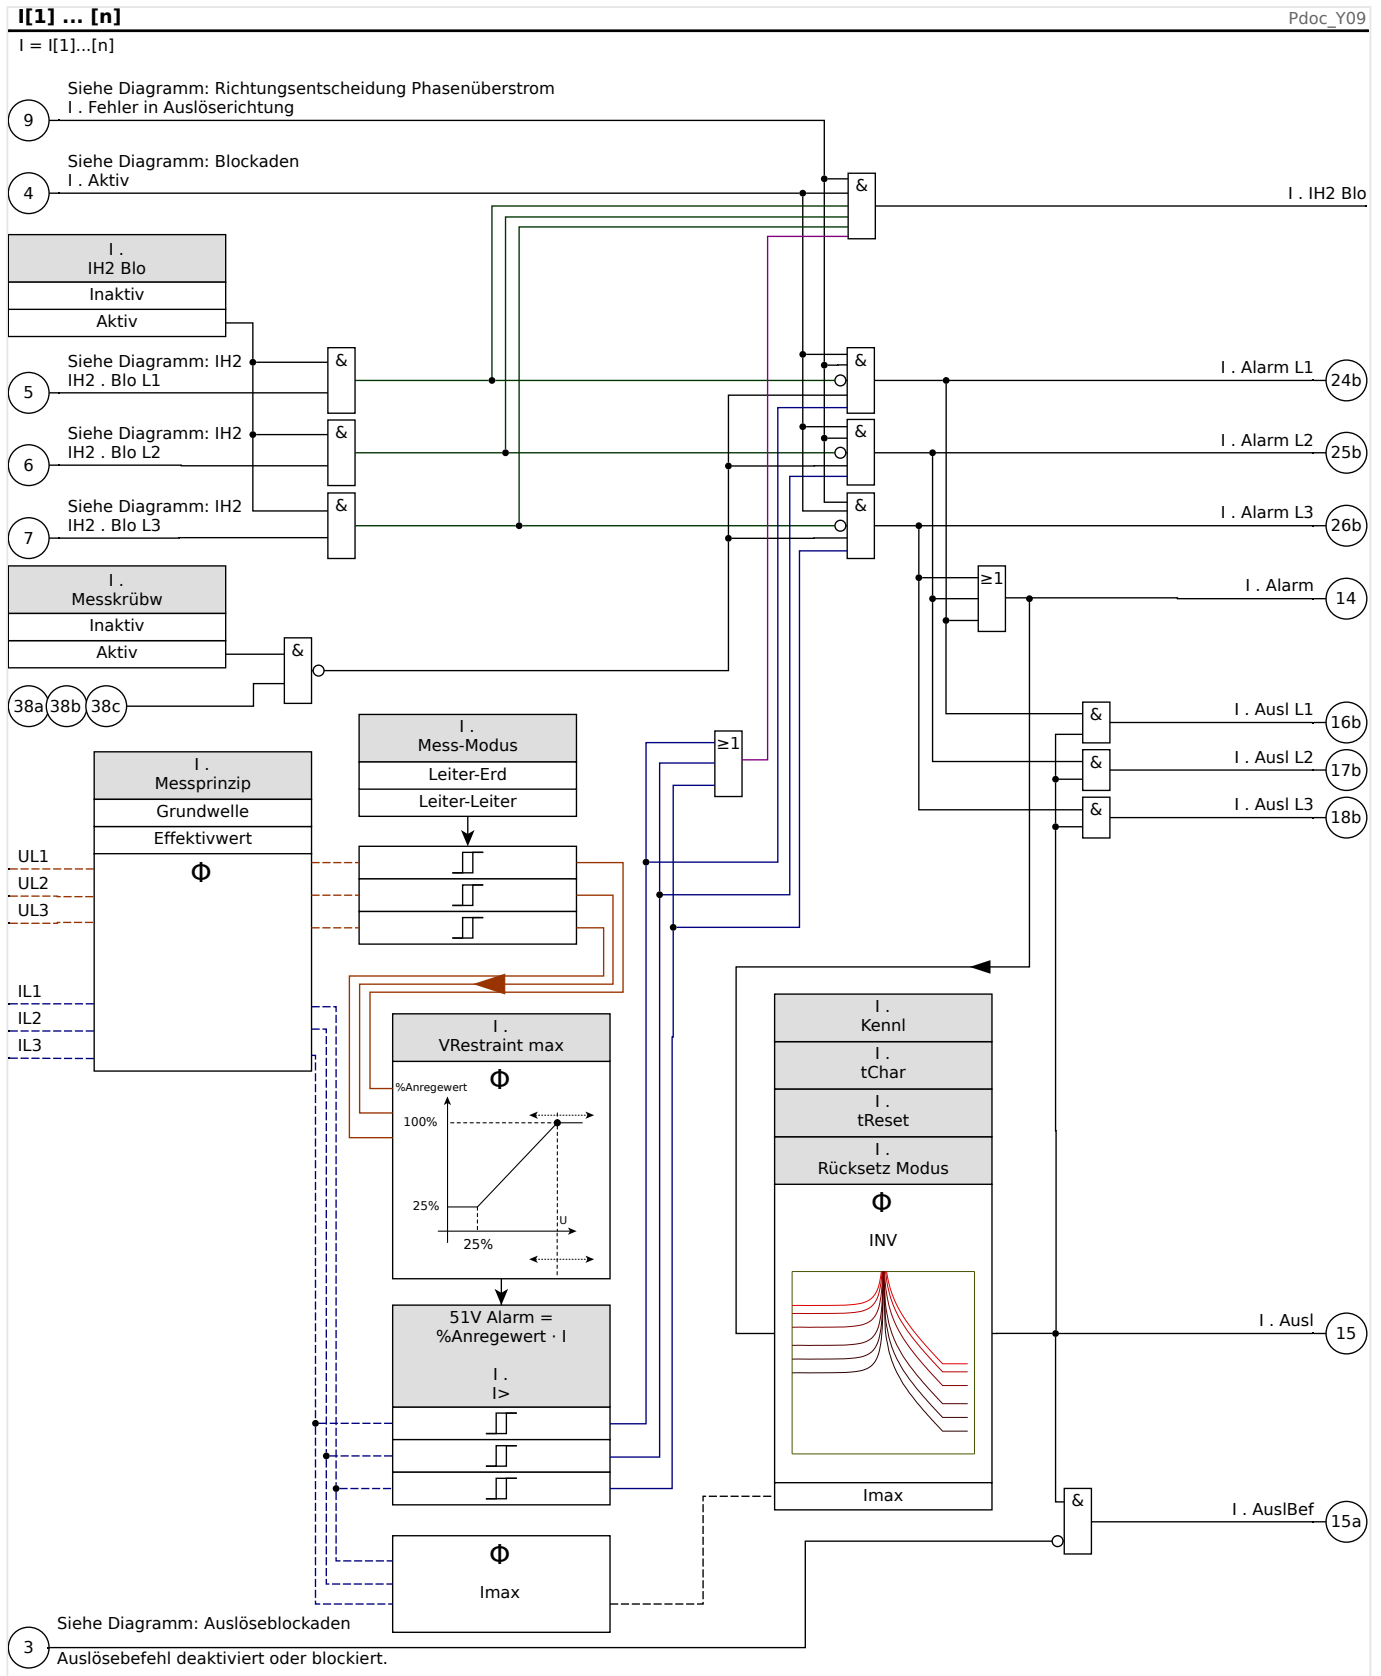 I[1] ... [n]
Pdoc_Y09
I = I[1]...[n]
Siehe Diagramm: Richtungsentscheidung Phasenüberstrom
I . Fehler in Auslöserichtung
9
Siehe Diagramm: Blockaden
I . Aktiv
4
&
I . IH2 Blo
I .
IH2 Blo
Inaktiv
Aktiv
Siehe Diagramm: IH2
IH2 . Blo L1
5
&
&
I . Alarm L1
24b
Siehe Diagramm: IH2
IH2 . Blo L2
6
&
&
I . Alarm L2
25b
Siehe Diagramm: IH2
IH2 . Blo L3
7
&
&
I . Alarm L3
26b
I .
Messkrübw
Inaktiv
Aktiv
&
≥1
I . Alarm
14
38a
38b
38c
&
I . Ausl L1
16b
&
I . Ausl L2
17b
&
I . Ausl L3
18b
I .
Mess-Modus
Leiter-Erd
Leiter-Leiter
≥1
I .
Messprinzip
Grundwelle
Effektivwert
Φ
UL1
UL2
UL3
IL1
IL2
IL3
I .
VRestraint max
Φ
%Anregewert
100%
25%
U
25%
I .
Kennl
I .
tChar
I .
tReset
I .
Rücksetz Modus
Φ
INV
Imax
51V Alarm =
%Anregewert · I
I .
I>
I . Ausl
15
&
I . AuslBef
15a
Φ
Imax
Siehe Diagramm: Auslöseblockaden
3
Auslösebefehl deaktiviert oder blockiert.